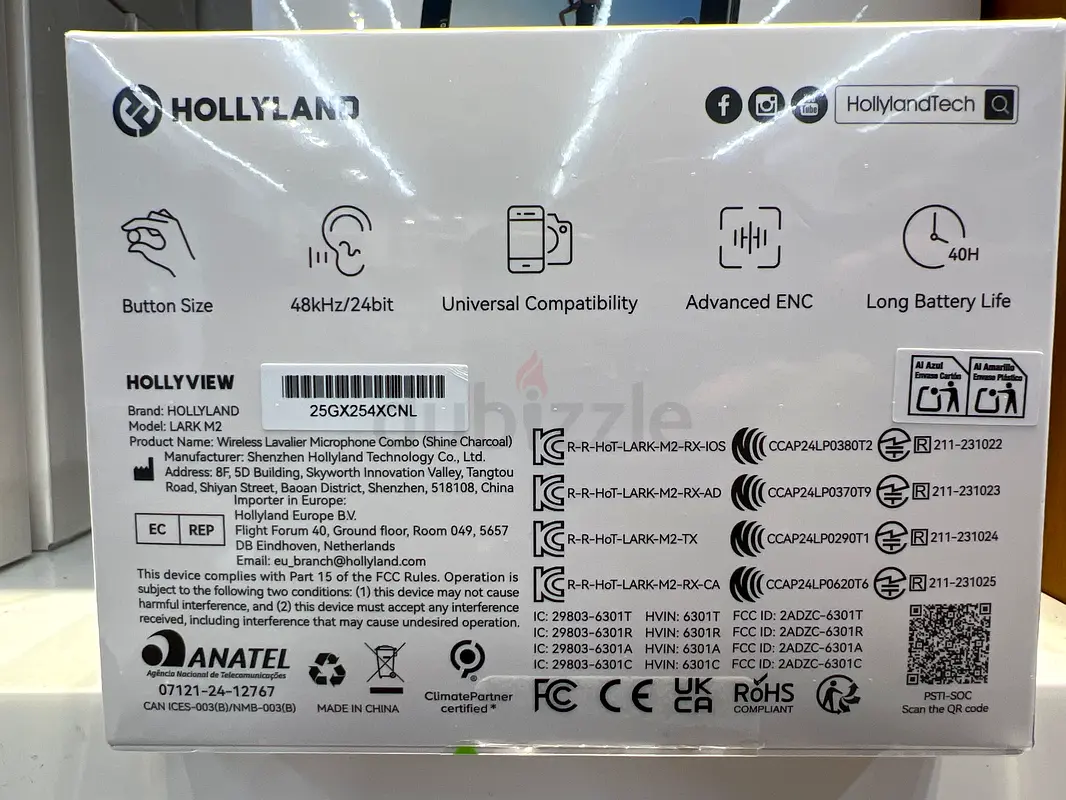 HOLLYLAND
HollylandTech
40H
Button Size
48kHz/24bit
Universal Compatibility
Advanced ENC
Long Battery Life
HOLLYVIEW
25GX254XCNL
Brand: HOLLYLAND
Model: LARK M2
Product Name: Wireless Lavalier Microphone Combo (Shine Charcoal)
Manufacturer: Shenzhen Hollyland Technology Co., Ltd.
Address: 8F, 5D Building, Skyworth Innovation Valley, Tangtou
Road, Shiyan Street, Baoan District, Shenzhen, 518108, China
EC REP
Importer in Europe:
Hollyland Europe B.V.
Flight Forum 40, Ground floor, Room 049, 5657
DB Eindhoven, Netherlands
Email: eu_branch@hollyland.com
This device complies with Part 15 of the FCC Rules. Operation is
subject to the following two conditions: (1) this device may not cause
harmful interference, and (2) this device must accept any interference
received, including interference that may cause undesired operation.
ANATEL
Agência Nacional de Telecomunicações
07121-24-12767
CAN ICES-003(B)/NMB-003(B)
MADE IN CHINA
ClimatePartner
certified*
Al Azul
Envase Cartón
Al Amarillo
Envase Plástico
dubizzle
R-R-HoT-LARK-M2-RX-IOS CCAP24LP0380T2 R 211-231022
R-R-HoT-LARK-M2-RX-AD CCAP24LP0370T9 R 211-231023
R-R-HoT-LARK-M2-TX CCAP24LP0290T1 R 211-231024
R-R-HoT-LARK-M2-RX-CA CCAP24LP0620T6 R 211-231025
IC: 29803-6301T HVIN: 6301T FCC ID: 2ADZC-6301T
IC: 29803-6301R HVIN: 6301R FCC ID: 2ADZC-6301R
IC: 29803-6301A HVIN: 6301A FCC ID: 2ADZC-6301A
IC: 29803-6301C HVIN: 6301C FCC ID: 2ADZC-6301C
FC CE UK CA RoHS
COMPLIANT
PSTI-SOC
Scan the QR code